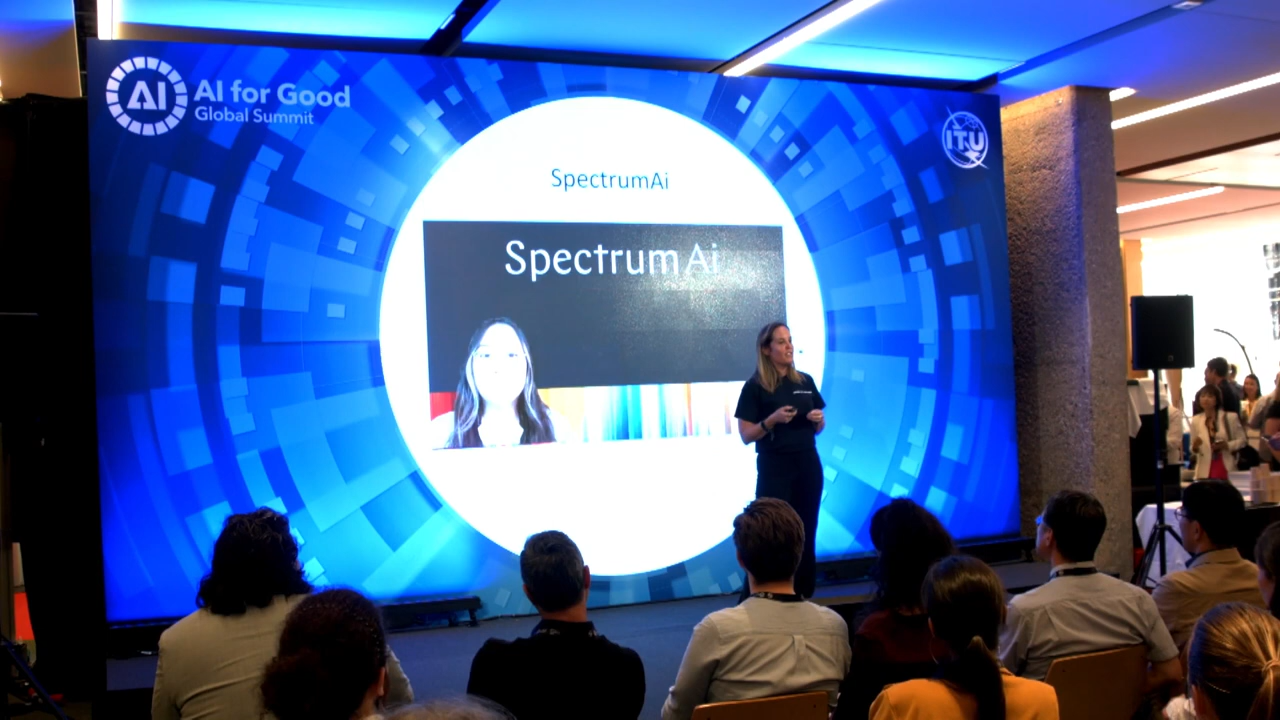 AI
AI for Good
Global Summit
ITU
SpectrumAi
Spectrum Ai